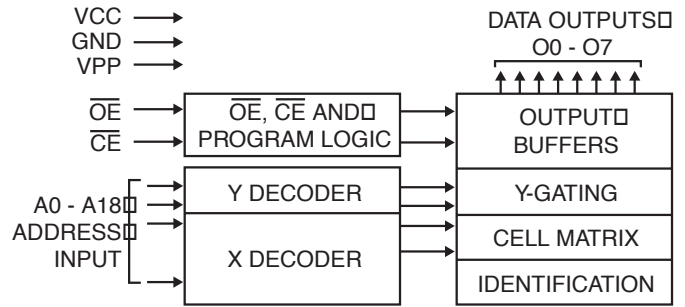 VCC
GND
VPP
OE
CE
A0 - A18
ADDRESS
INPUT
OE, CE AND
PROGRAM LOGIC
Y DECODER
X DECODER
DATA OUTPUTS
O0 - O7
OUTPUT
BUFFERS
Y-GATING
CELL MATRIX
IDENTIFICATION